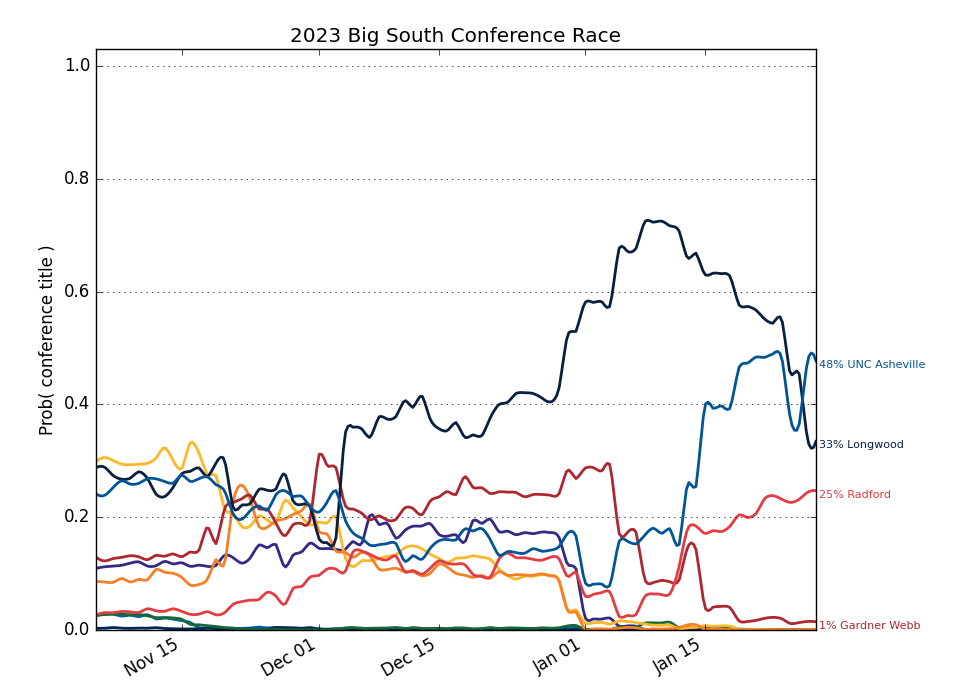 2023 Big South Conference Race
Prob( conference title )
1.0
0.8
0.6
0.4
0.2
0.0
48% UNC Asheville
33% Longwood
25% Radford
1% Gardner Webb
Nov 15
Dec 01
Dec 15
Jan 01
Jan 15